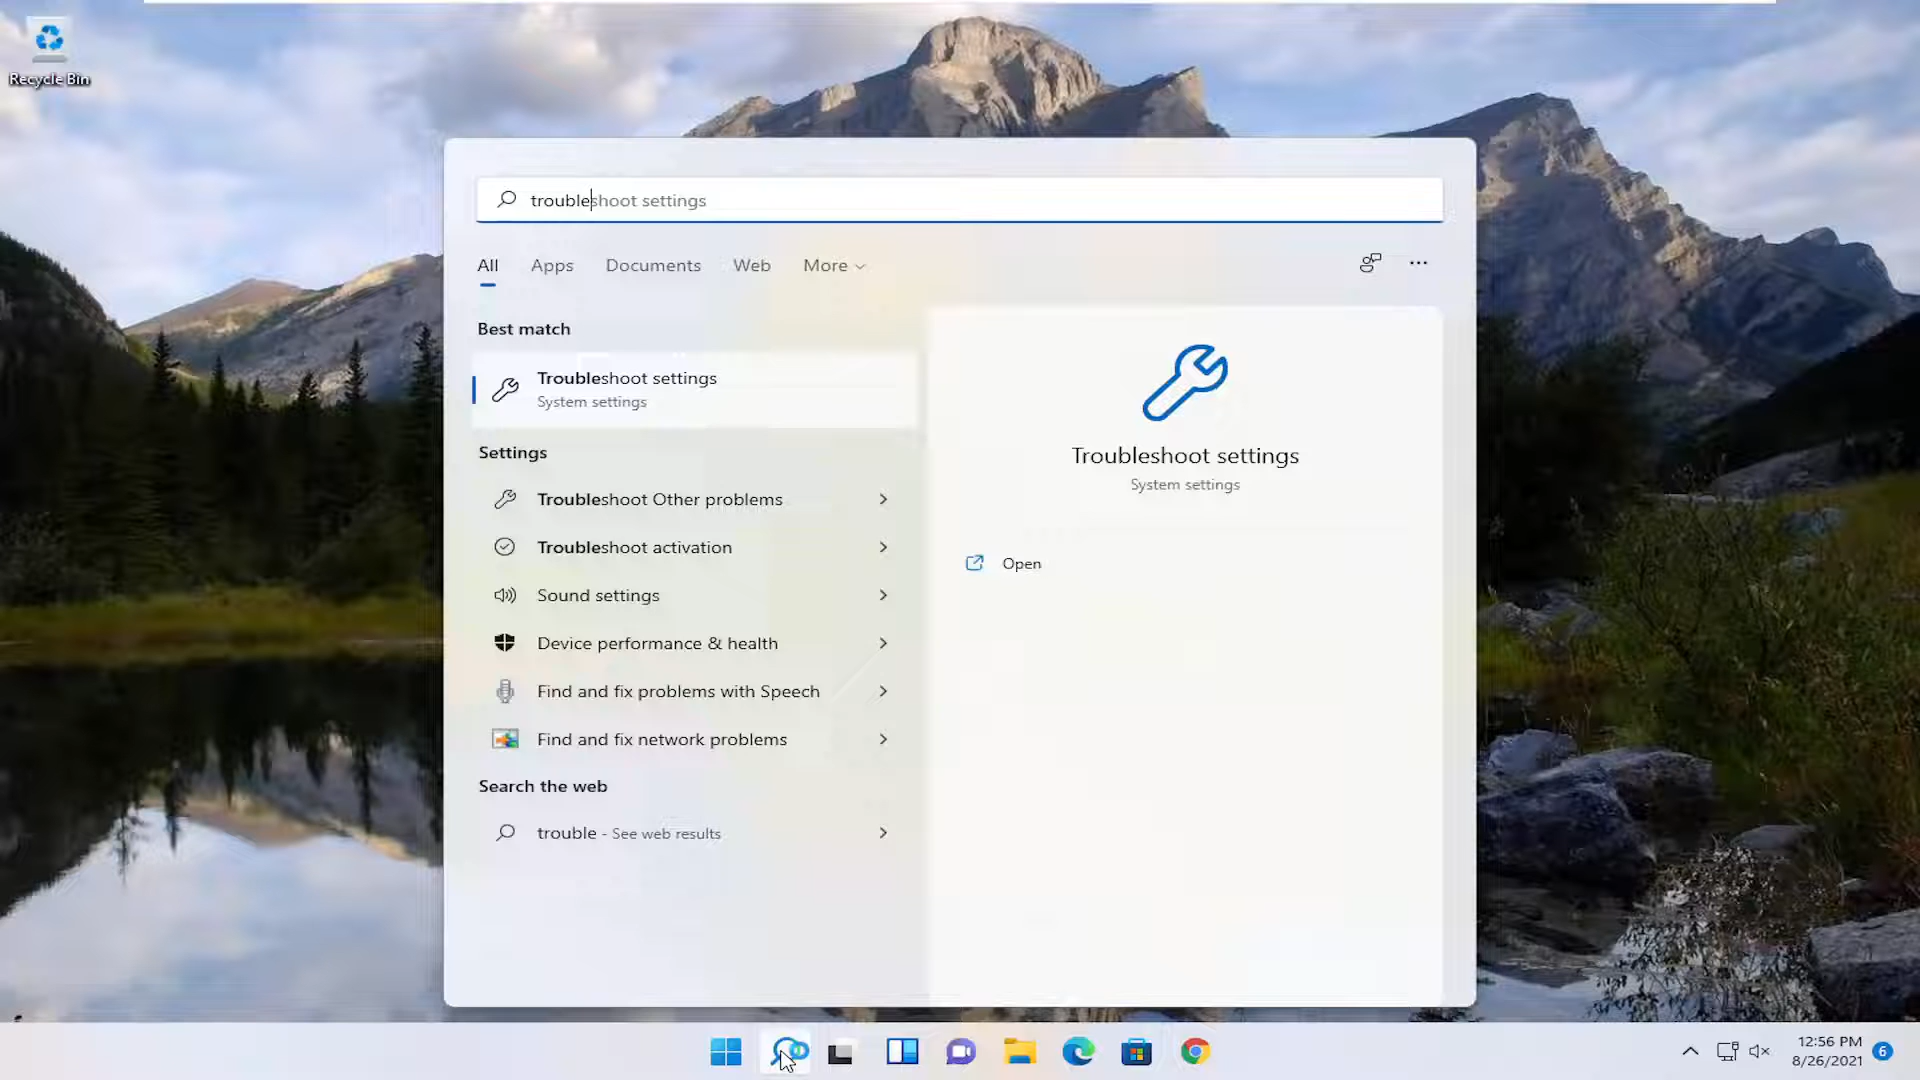 Recycle Bin
troubleshoot settings
All Apps Documents Web More
Best match
Troubleshoot settings
System settings
Settings
Troubleshoot Other problems
Troubleshoot activation
Sound settings
Device performance & health
Find and fix problems with Speech
Find and fix network problems
Search the web
trouble - See web results
Troubleshoot settings
System settings
Open
12:56 PM
8/26/2021
6